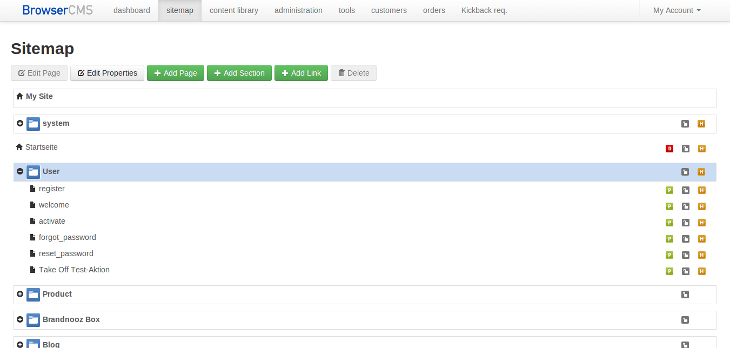 BrowserCMS dashboard sitemap content library administration tools customers orders Kickback req. My Account
Sitemap
Edit Page Edit Properties Add Page Add Section Add Link Delete
My Site
system H
Startseite D H
User H
register P H
welcome P H
activate P H
forgot_password P H
reset_password P H
Take Off Test-Aktion P H
Product
Brandnooz Box
Blog